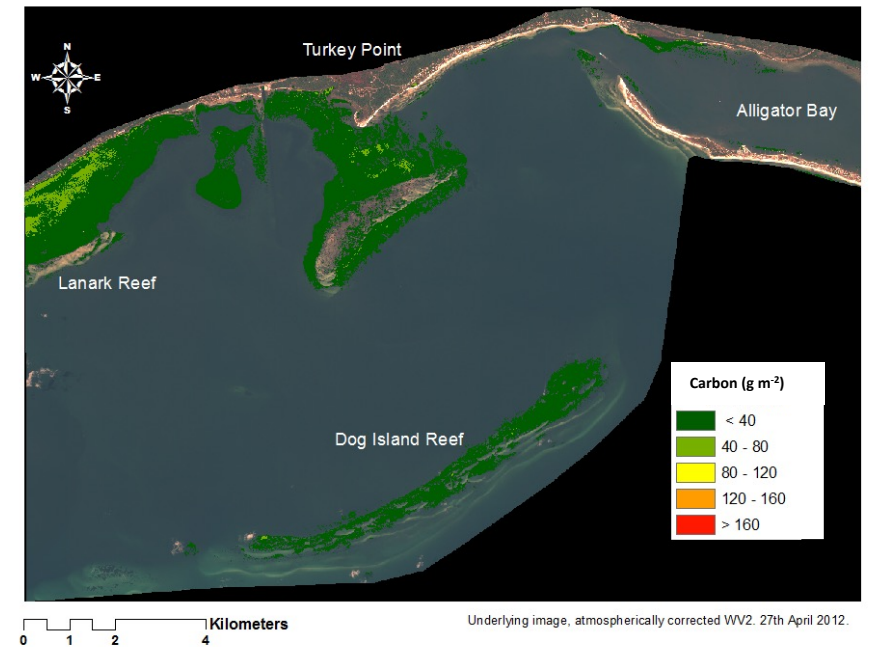 Turkey Point
N
W E
S
Alligator Bay
Lanark Reef
Carbon (g m-2)
< 40
40 - 80
Dog Island Reef
80 - 120
120 - 160
> 160
Kilometers
0 1 2 4
Underlying image, atmospherically corrected WV2. 27th April 2012.